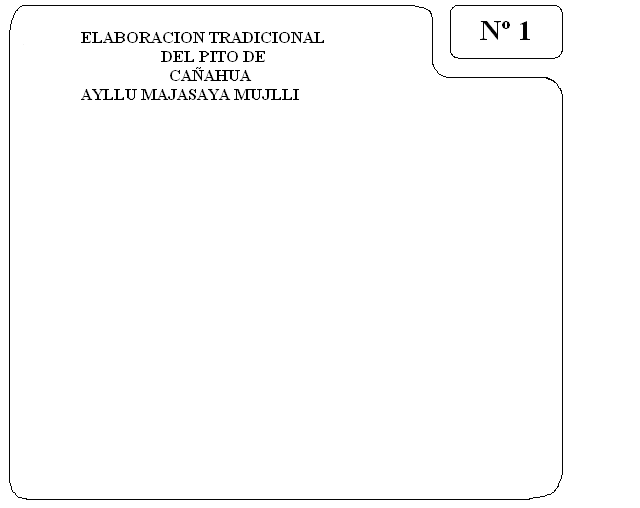 ELABORACION TRADICIONAL
DEL PITO DE
CAÑAHUA
AYLLU MAJASAYA MUJLLI
Nº 1